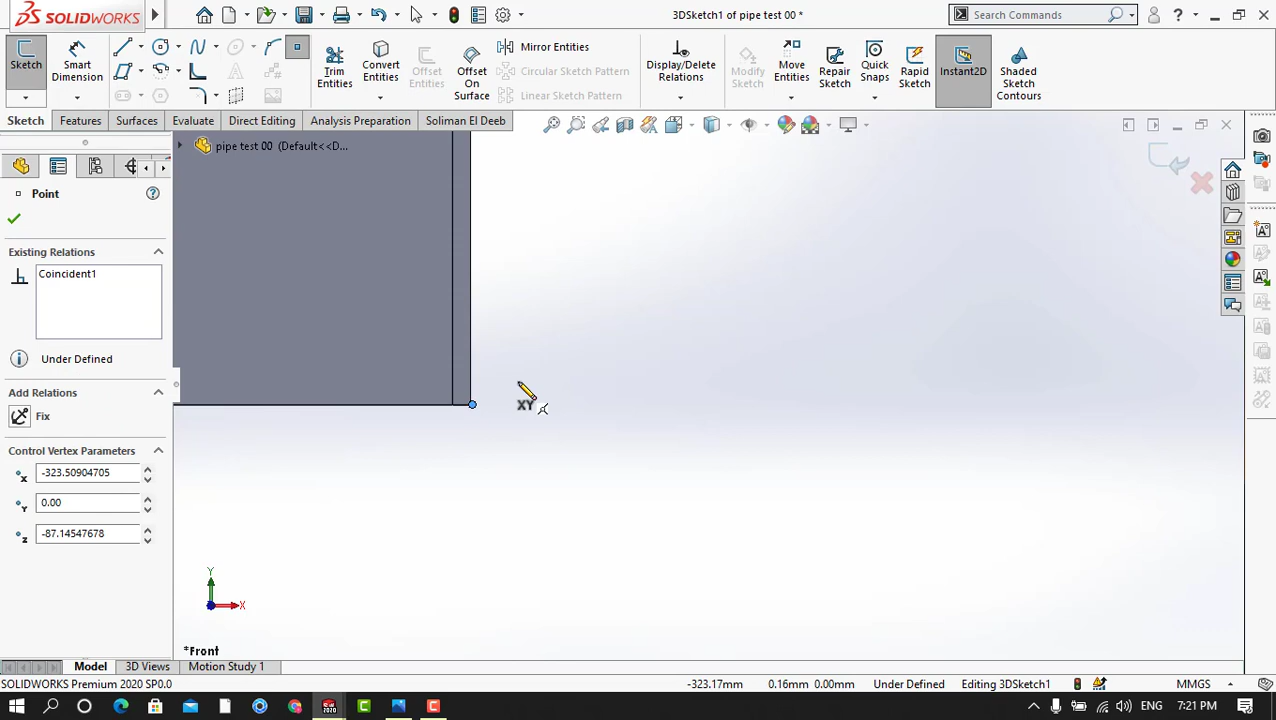 SOLIDWORKS
3DSketch1 of pipe test 00 *
Search Commands
Sketch
Smart Dimension
Trim Entities
Convert Entities
Offset Entities
Offset On Surface
Mirror Entities
Circular Sketch Pattern
Linear Sketch Pattern
Display/Delete Relations
Modify Sketch
Move Entities
Repair Sketch
Quick Snaps
Rapid Sketch
Instant2D
Shaded Sketch Contours
Sketch
Features
Surfaces
Evaluate
Direct Editing
Analysis Preparation
Soliman El Deeb
pipe test 00 (Default<<D...
Point
Existing Relations
Coincident1
Under Defined
Add Relations
Fix
Control Vertex Parameters
X
-323.50904705
Y
0.00
Z
-87.14547678
XY
Y
X
*Front
Model
3D Views
Motion Study 1
SOLIDWORKS Premium 2020 SP0.0
-323.17mm
0.16mm 0.00mm
Under Defined
Editing 3DSketch1
MMGS
ENG
7:21 PM